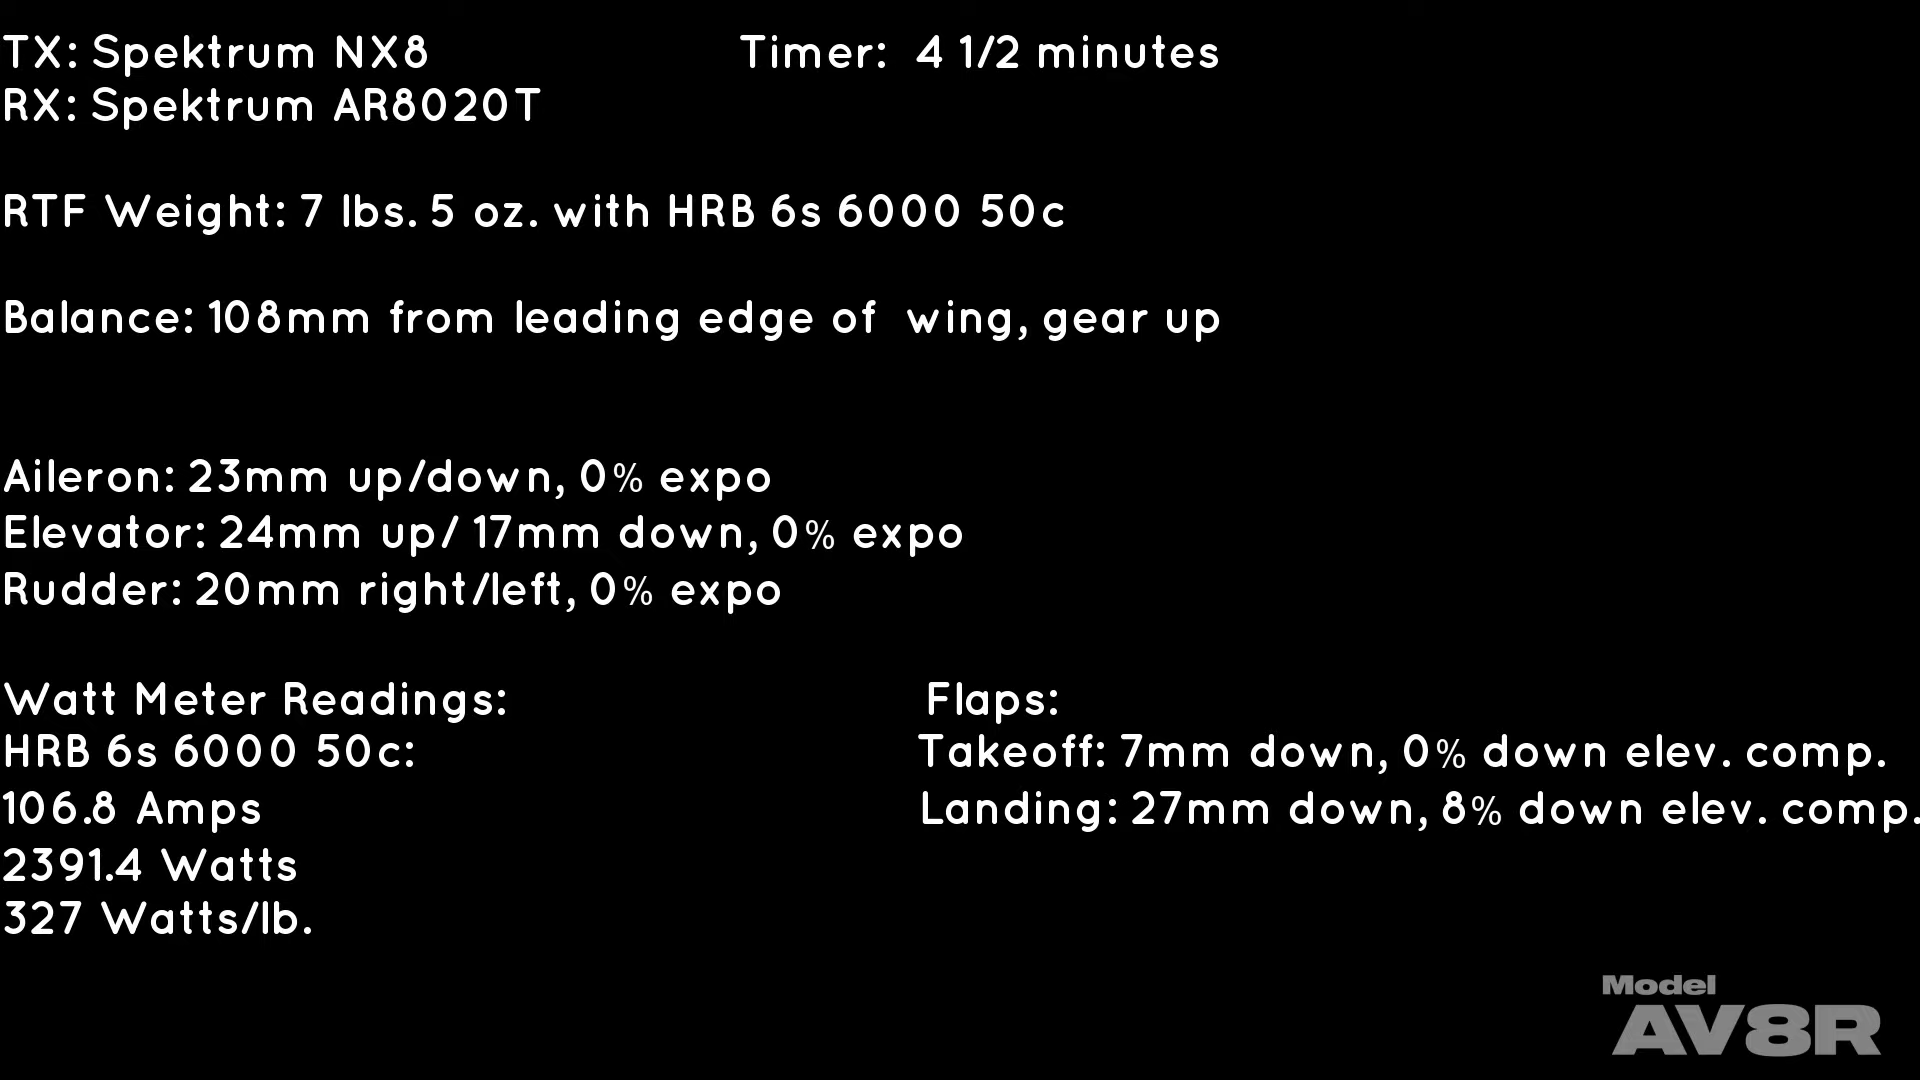 TX: Spektrum NX8
Timer: 4 1/2 minutes
RX: Spektrum AR8020T
RTF Weight: 7 lbs. 5 oz. with HRB 6s 6000 50c
Balance: 108mm from leading edge of wing, gear up
Aileron: 23mm up/down, 0% expo
Elevator: 24mm up/ 17mm down, 0% expo
Rudder: 20mm right/left, 0% expo
Watt Meter Readings:
HRB 6s 6000 50c:
106.8 Amps
2391.4 Watts
327 Watts/lb.
Flaps:
Takeoff: 7mm down, 0% down elev. comp.
Landing: 27mm down, 8% down elev. comp.
Model
AV8R